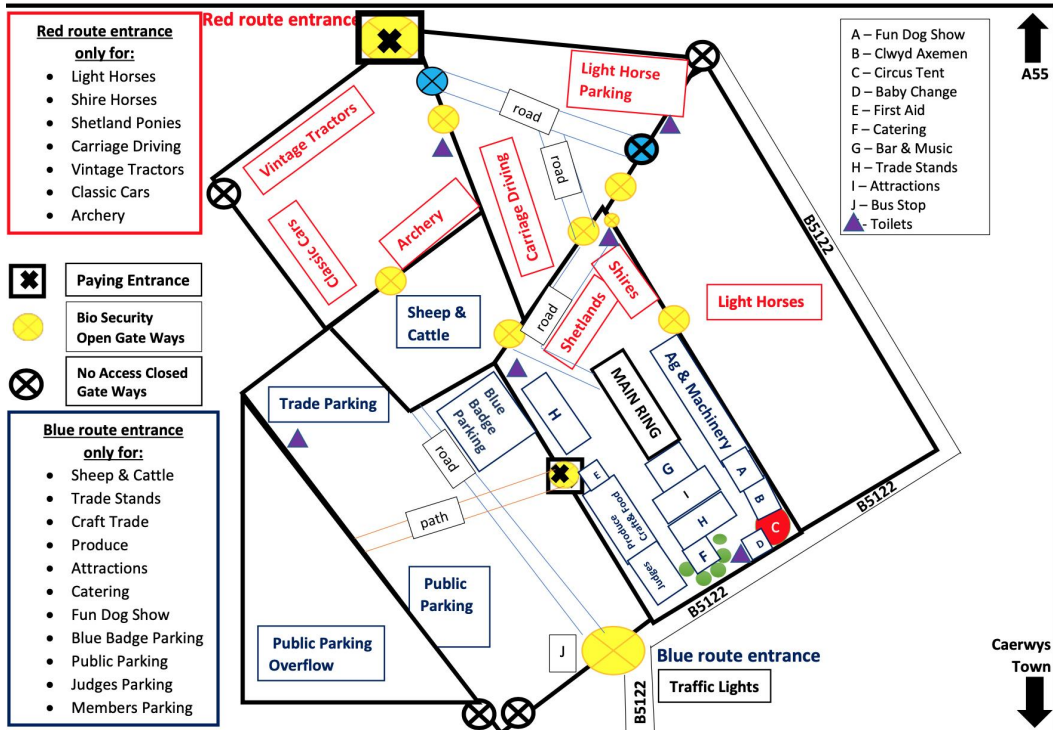 Red route entrance
only for:
• Light Horses
• Shire Horses
• Shetland Ponies
• Carriage Driving
• Vintage Tractors
• Classic Cars
• Archery
Paying Entrance
Bio Security
Open Gate Ways
No Access Closed
Gate Ways
Blue route entrance
only for:
• Sheep & Cattle
• Trade Stands
• Craft Trade
• Produce
• Attractions
• Catering
• Fun Dog Show
• Blue Badge Parking
• Public Parking
• Judges Parking
• Members Parking
Red route entrance
Vintage Tractors
Classic Cars
Archery
Carriage Driving
Light Horse
Parking
road
road
road
Sheep &
Cattle
Shetlands
Shires
Light Horses
Trade Parking
Blue
Badge
Parking
road
path
H
MAIN RING
Ag & Machinery
E
G
I
H
F
A
B
C
D
Produce
Craft& Food
Judges
Public
Parking
Public Parking
Overflow
J
Blue route entrance
Traffic Lights
B5122
B5122
B5122
B5122
A – Fun Dog Show
B – Clwyd Axemen
C – Circus Tent
D – Baby Change
E – First Aid
F – Catering
G – Bar & Music
H – Trade Stands
I – Attractions
J – Bus Stop
- Toilets
A55
Caerwys
Town